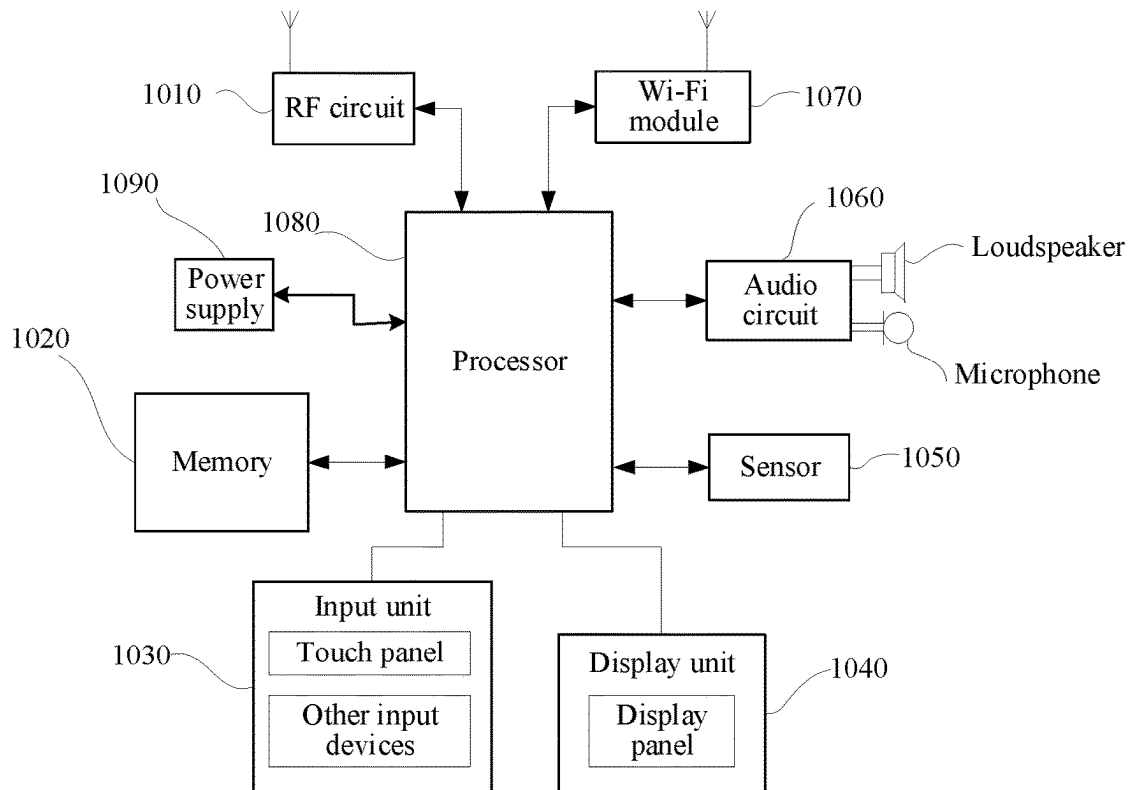 1010
RF circuit
Wi-Fi
module
1070
1090
1080
1060
Power
supply
Audio
circuit
Loudspeaker
1020
Processor
Microphone
Memory
Sensor
1050
Input unit
1030
Touch panel
Other input
devices
Display unit
1040
Display
panel